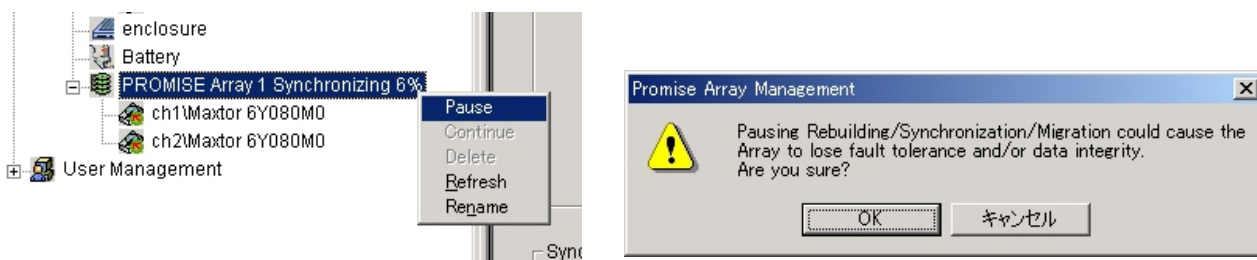 enclosure
Battery
PROMISE Array 1 Synchronizing 6%
ch1\Maxtor 6Y080M0
ch2\Maxtor 6Y080M0
User Management
Pause
Continue
Delete
Refresh
Rename
Promise Array Management
Pausing Rebuilding/Synchronization/Migration could cause the
Array to lose fault tolerance and/or data integrity.
Are you sure?
OK
キャンセル